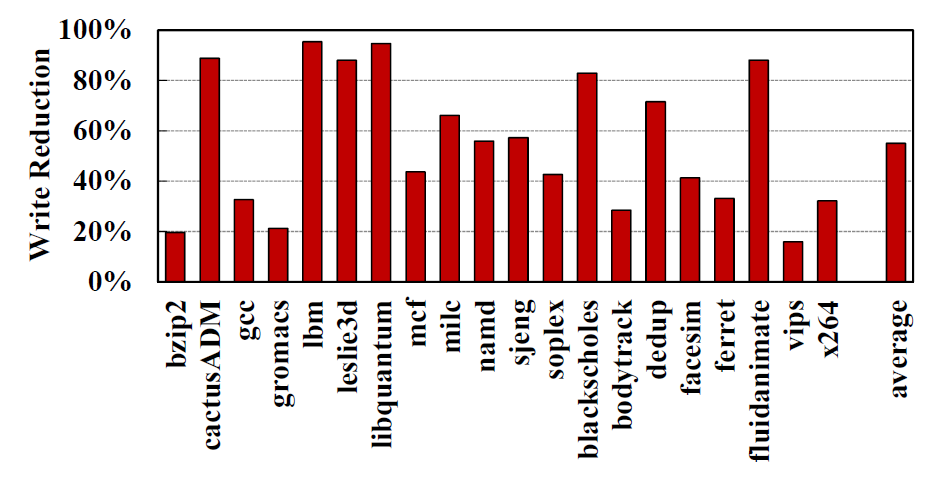 Write Reduction
100%
80%
60%
40%
20%
0%
bzip2
cactusADM
gcc
gromacs
lbm
leslie3d
libquantum
mcf
milc
namd
sjeng
soplex
blackscholes
bodytrack
dedup
facesim
ferret
fluidanimate
vips
x264
average